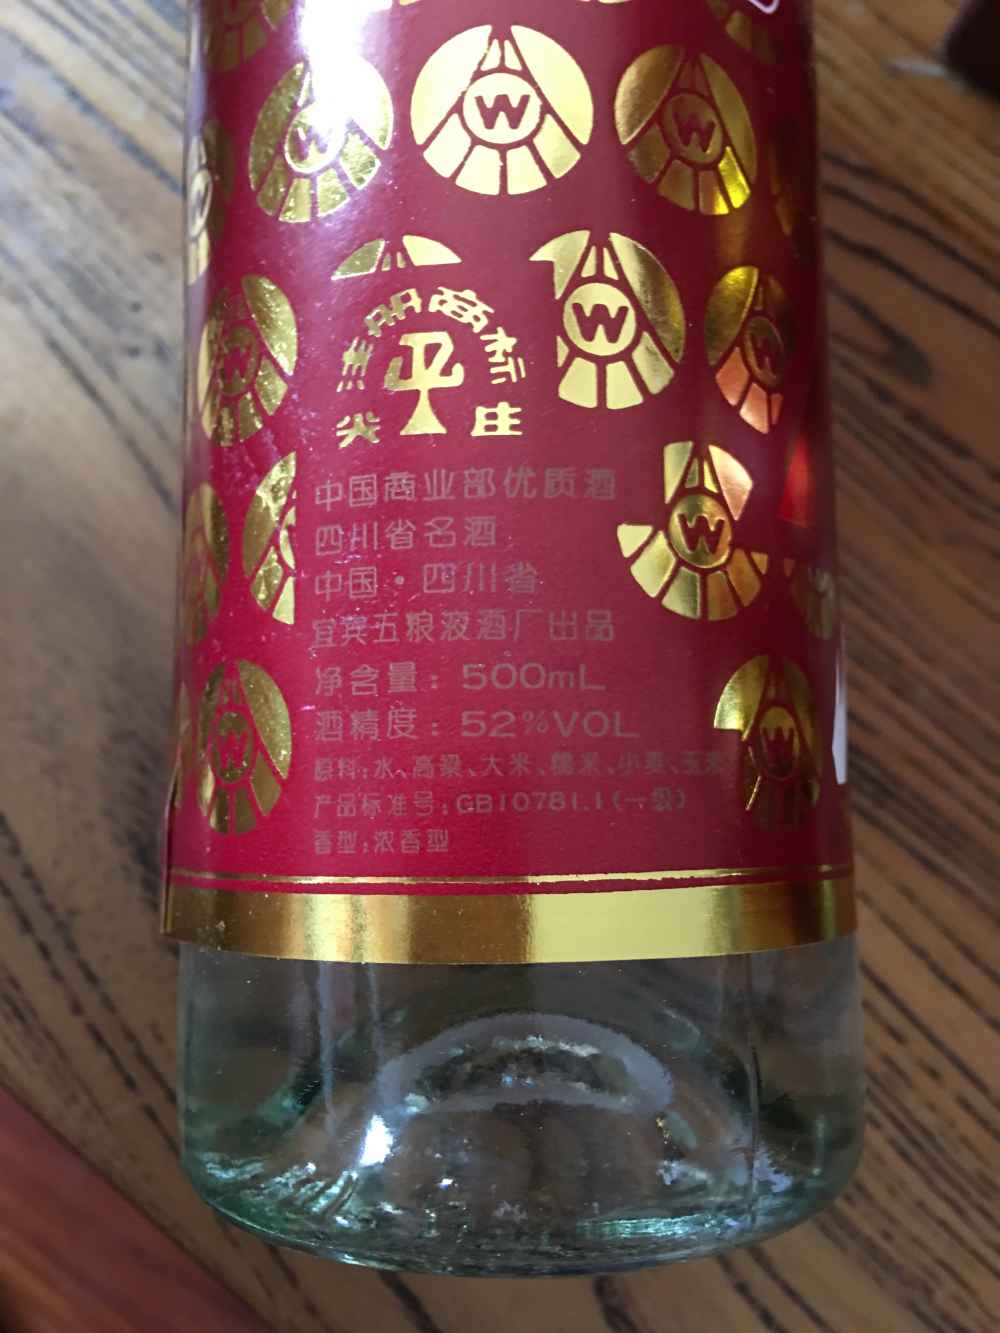 W
W
W
注册商标
尖庄
W
W
W
W
中国商业部优质酒
四川省名酒
中国·四川省
宜宾五粮液酒厂出品
净含量：500mL
酒精度：52%VOL
原料:水、高粱、大米、糯米、小麦、玉米
产品标准号:GB10781.1(一级)
香型:浓香型
W
W